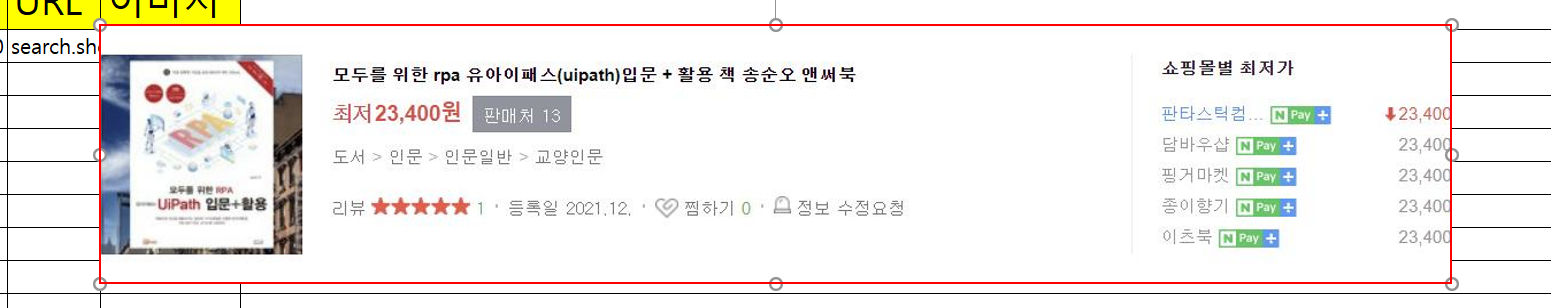 URL
이미지
0 search.sh
모두를 위한 rpa 유아이패스(uipath)입문 + 활용 책 송순오 앤써북
최저23,400원 판매처 13
도서 > 인문 > 인문일반 > 교양인문
리뷰 ★★★★★ 1 · 등록일 2021.12. · 찜하기 0 · 정보 수정요청
모두를 위한 RPA
UiPath 입문+활용
RPA
쇼핑몰별 최저가
판타스틱컴... N Pay + 23,400
담바우샵 N Pay + 23,400
핑거마켓 N Pay + 23,400
종이향기 N Pay + 23,400
이츠북 N Pay + 23,400